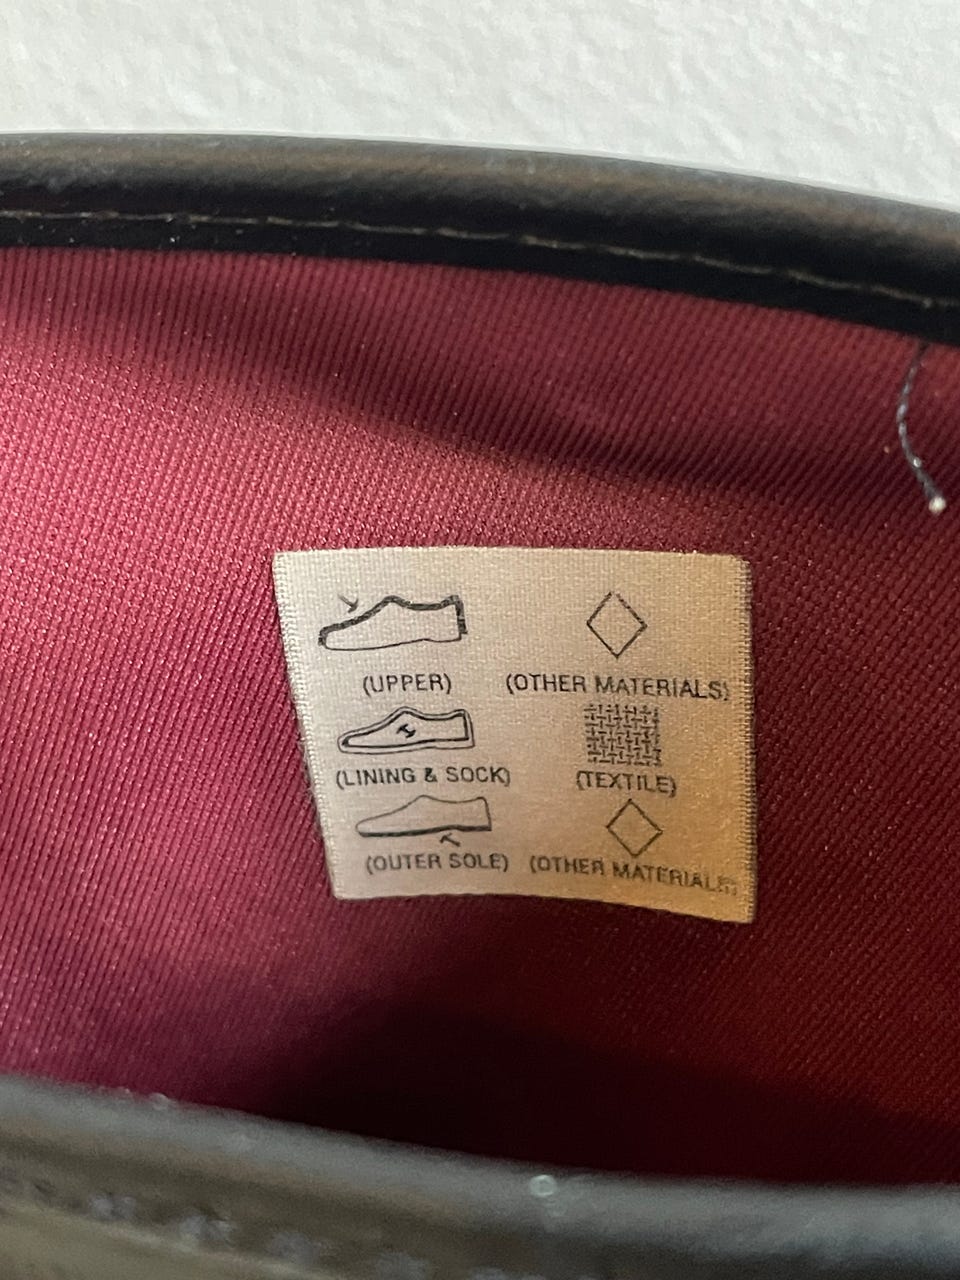 (UPPER) (OTHER MATERIALS)
(LINING & SOCK) (TEXTILE)
(OUTER SOLE) (OTHER MATERIALS)